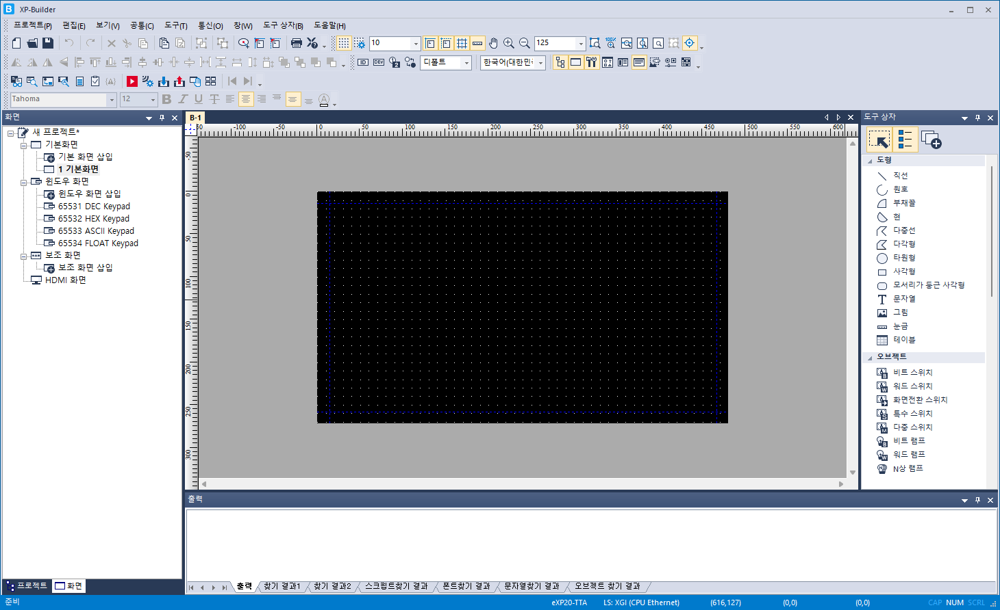 XP-Builder
프로젝트(P) 편집(E) 보기(V) 공통(C) 도구(T) 통신(O) 창(W) 도구 상자(B) 도움말(H)
10 125 100%
ID DEV 디폴트 한국어(대한민국
Tahoma 12
화면
새 프로젝트*
기본화면
기본 화면 삽입
1 기본화면
윈도우 화면
윈도우 화면 삽입
65531 DEC Keypad
65532 HEX Keypad
65533 ASCII Keypad
65534 FLOAT Keypad
보조 화면
보조 화면 삽입
HDMI 화면
프로젝트 화면
B-1
50 -100 -50 0 50 100 150 200 250 300 350 400 450 500 550 600
-50
0
50
100
150
200
250
300
도구 상자
도형
직선
원호
부채꼴
현
다중선
다각형
타원형
사각형
모서리가 둥근 사각형
문자열
그림
눈금
테이블
오브젝트
비트 스위치
워드 스위치
화면전환 스위치
특수 스위치
다중 스위치
비트 램프
워드 램프
N상 램프
출력
출력 찾기 결과1 찾기 결과2 스크립트찾기 결과 폰트찾기 결과 문자열찾기 결과 오브젝트 찾기 결과
준비 eXP20-TTA LS: XGI (CPU Ethernet) (616,127) (0,0) (0,0) CAP NUM SCRL